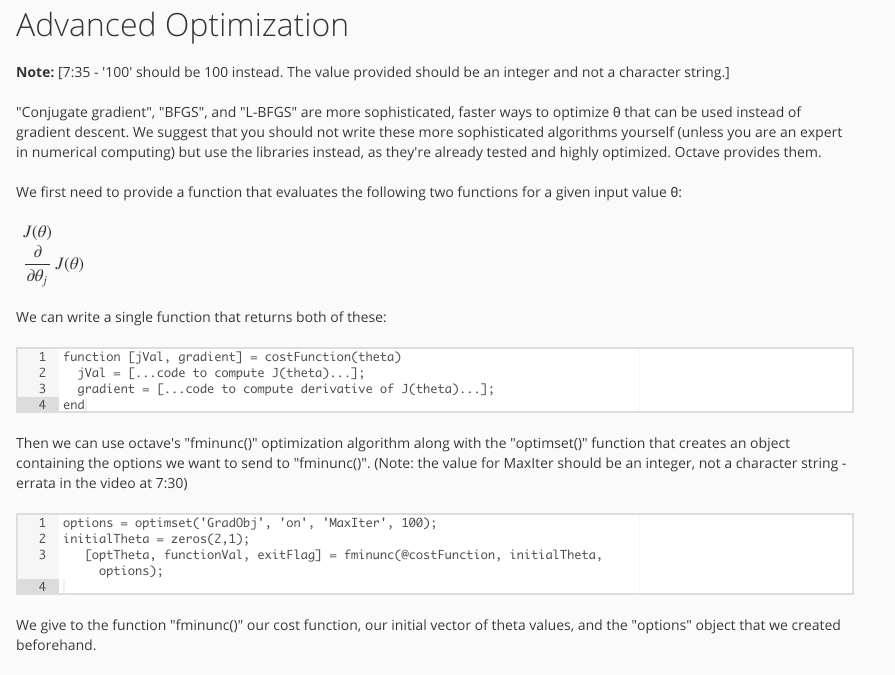 Advanced Optimization
Note: [7:35 - '100' should be 100 instead. The value provided should be an integer and not a character string.]
"Conjugate gradient", "BFGS", and "L-BFGS" are more sophisticated, faster ways to optimize θ that can be used instead of
gradient descent. We suggest that you should not write these more sophisticated algorithms yourself (unless you are an expert
in numerical computing) but use the libraries instead, as they're already tested and highly optimized. Octave provides them.
We first need to provide a function that evaluates the following two functions for a given input value θ:
J(θ)
∂
∂θj J(θ)
We can write a single function that returns both of these:
1 function [jVal, gradient] = costFunction(theta)
2 jVal = [...code to compute J(theta)...];
3 gradient = [...code to compute derivative of J(theta)...];
4 end
Then we can use octave's "fminunc()" optimization algorithm along with the "optimset()" function that creates an object
containing the options we want to send to "fminunc()". (Note: the value for MaxIter should be an integer, not a character string -
errata in the video at 7:30)
1 options = optimset('GradObj', 'on', 'MaxIter', 100);
2 initialTheta = zeros(2,1);
3 [optTheta, functionVal, exitFlag] = fminunc(@costFunction, initialTheta,
options);
4
We give to the function "fminunc()" our cost function, our initial vector of theta values, and the "options" object that we created
beforehand.